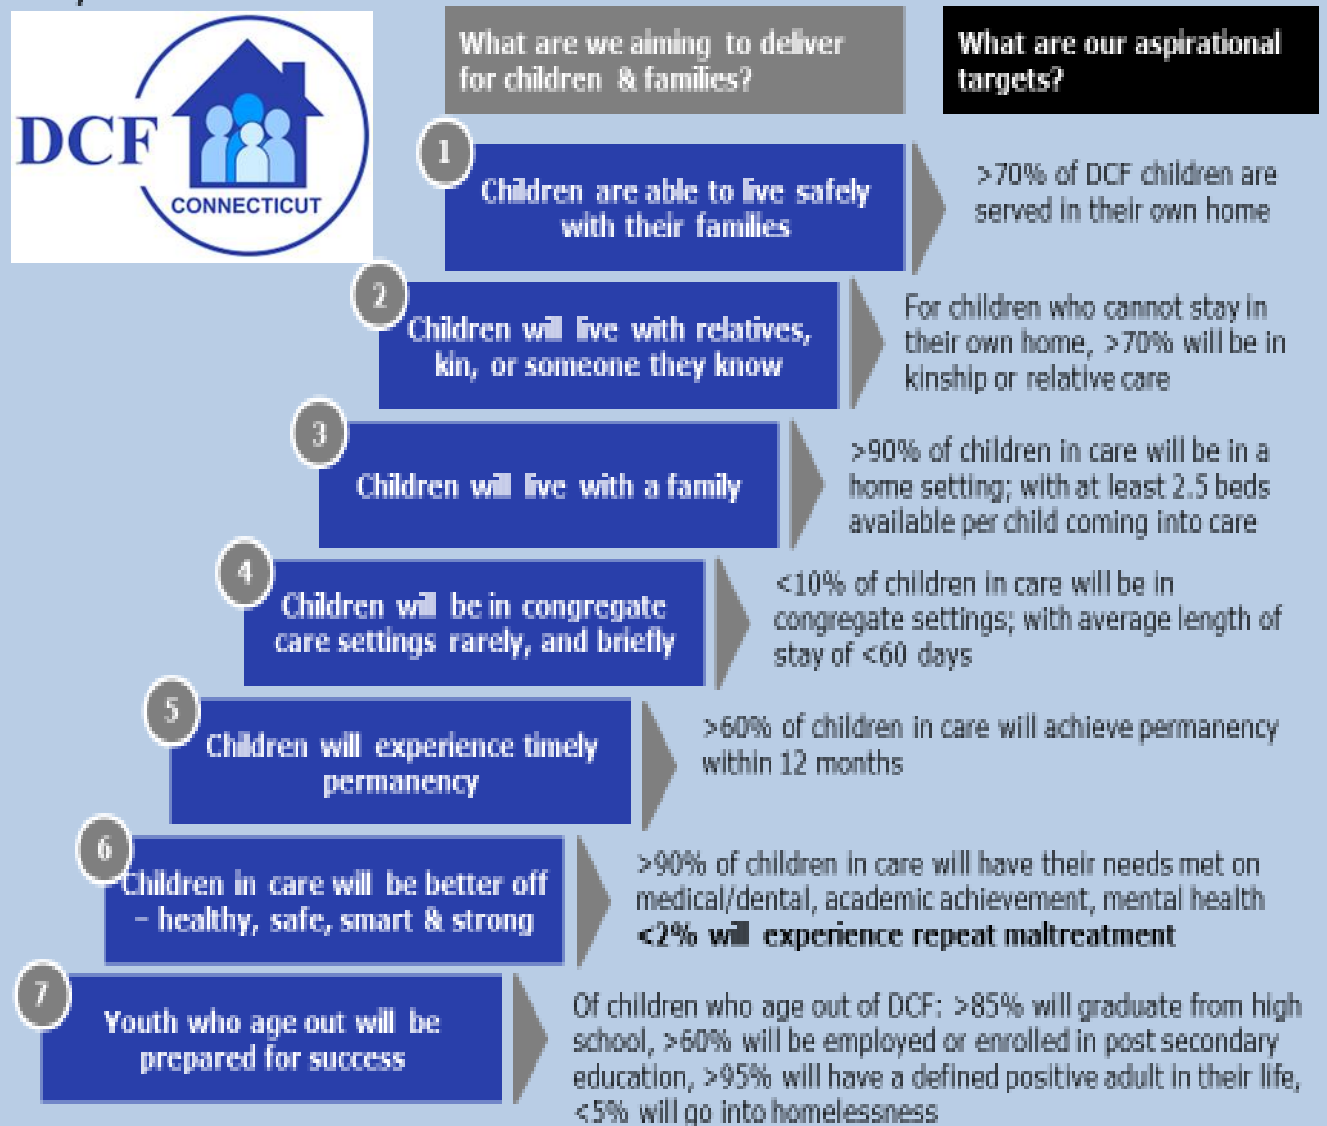 DCF
CONNECTICUT
What are we aiming to deliver
for children & families?
What are our aspirational
targets?
1
Children are able to live safely
with their families
>70% of DCF children are
served in their own home
2
Children will live with relatives,
kin, or someone they know
For children who cannot stay in
their own home, >70% will be in
kinship or relative care
3
Children will live with a family
>90% of children in care will be in a
home setting; with at least 2.5 beds
available per child coming into care
4
Children will be in congregate
care settings rarely, and briefly
<10% of children in care will be in
congregate settings; with average length of
stay of <60 days
5
Children will experience timely
permanency
>60% of children in care will achieve permanency
within 12 months
6
Children in care will be better off
– healthy, safe, smart & strong
>90% of children in care will have their needs met on
medical/dental, academic achievement, mental health
<2% will experience repeat maltreatment
7
Youth who age out will be
prepared for success
Of children who age out of DCF: >85% will graduate from high
school, >60% will be employed or enrolled in post secondary
education, >95% will have a defined positive adult in their life,
<5% will go into homelessness